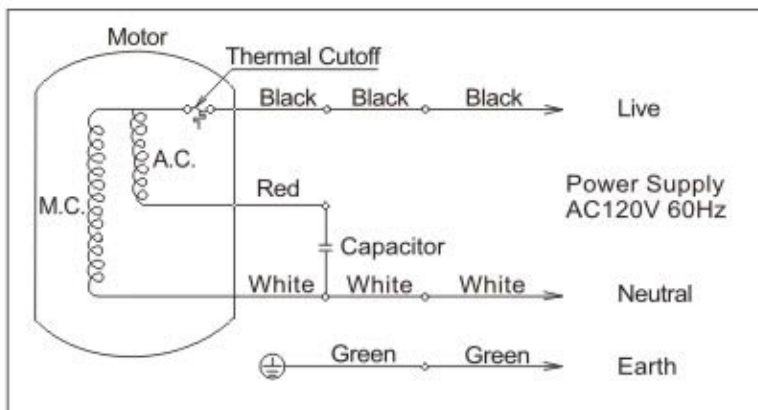 Motor
Thermal Cutoff
Black Black Black
Live
A.C.
M.C.
Red
Power Supply
AC120V 60Hz
Capacitor
White White White
Neutral
Green Green
Earth